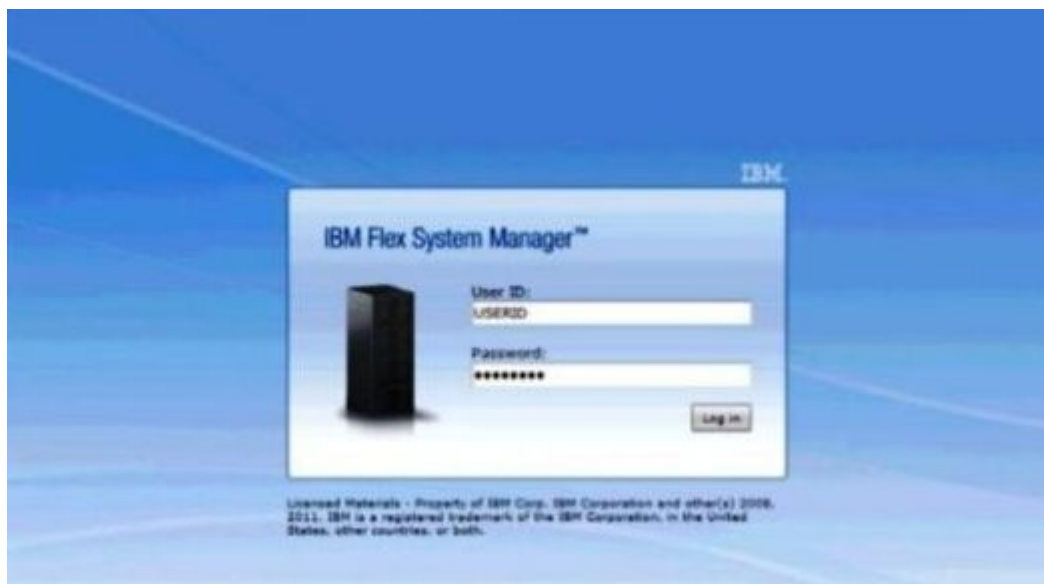 IBM
IBM Flex System Manager™
User ID:
USERID
Password:
••••••••
Log in
Licensed Materials - Property of IBM Corp. IBM Corporation and other(s) 2009,
2011. IBM is a registered trademark of the IBM Corporation, in the United
States, other countries, or both.